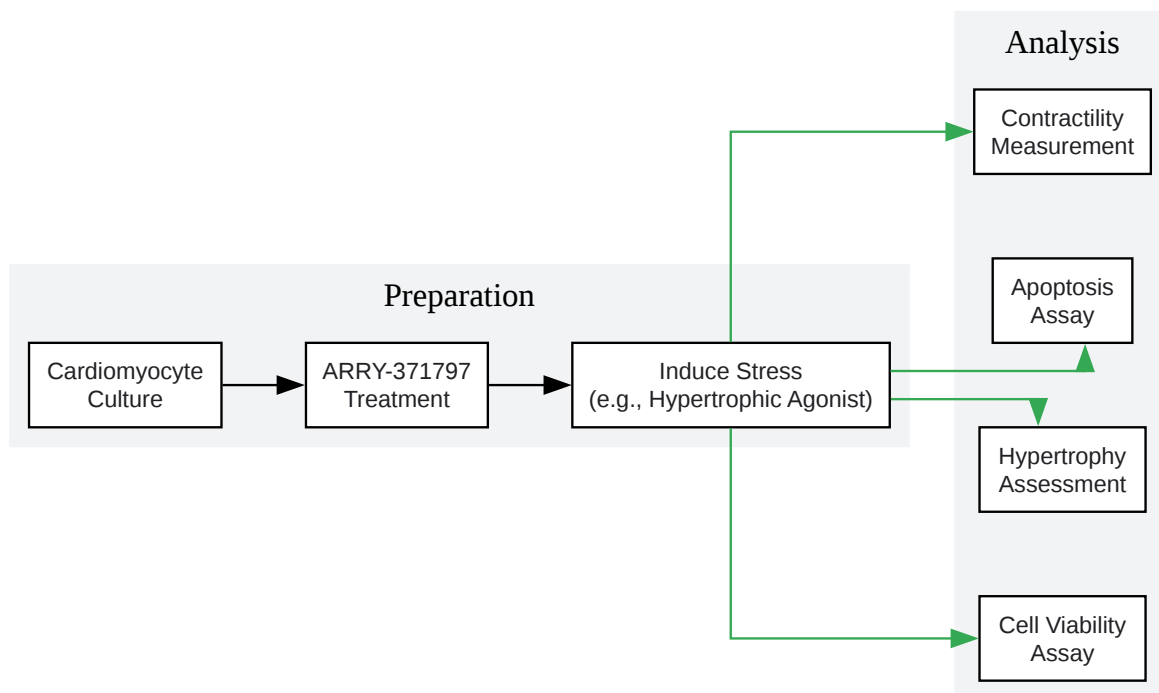 Analysis
Contractility
Measurement
Apoptosis
Assay
Preparation
Cardiomyocyte
Culture
ARRY-371797
Treatment
Induce Stress
(e.g., Hypertrophic Agonist)
Hypertrophy
Assessment
Cell Viability
Assay